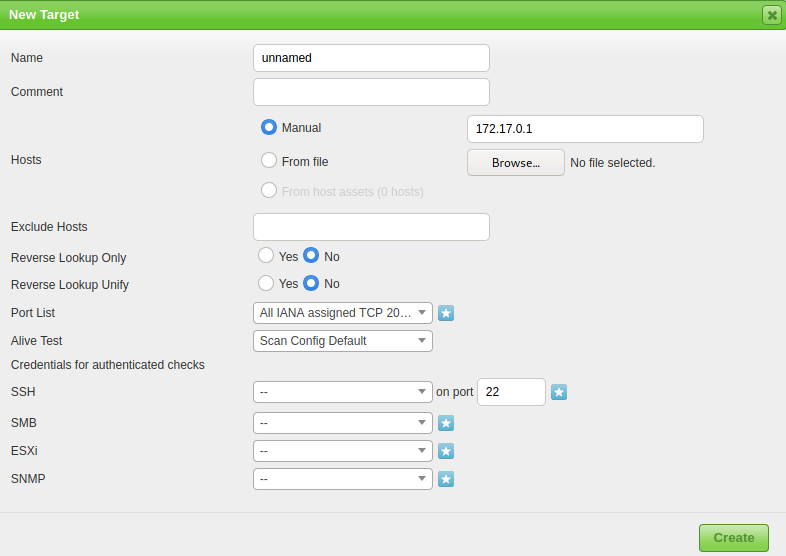 New Target
Name unnamed
Comment
Manual 172.17.0.1
Hosts From file Browse... No file selected.
From host assets (0 hosts)
Exclude Hosts
Reverse Lookup Only Yes No
Reverse Lookup Unify Yes No
Port List All IANA assigned TCP 20...
Alive Test Scan Config Default
Credentials for authenticated checks
SSH -- on port 22
SMB --
ESXi --
SNMP --
Create